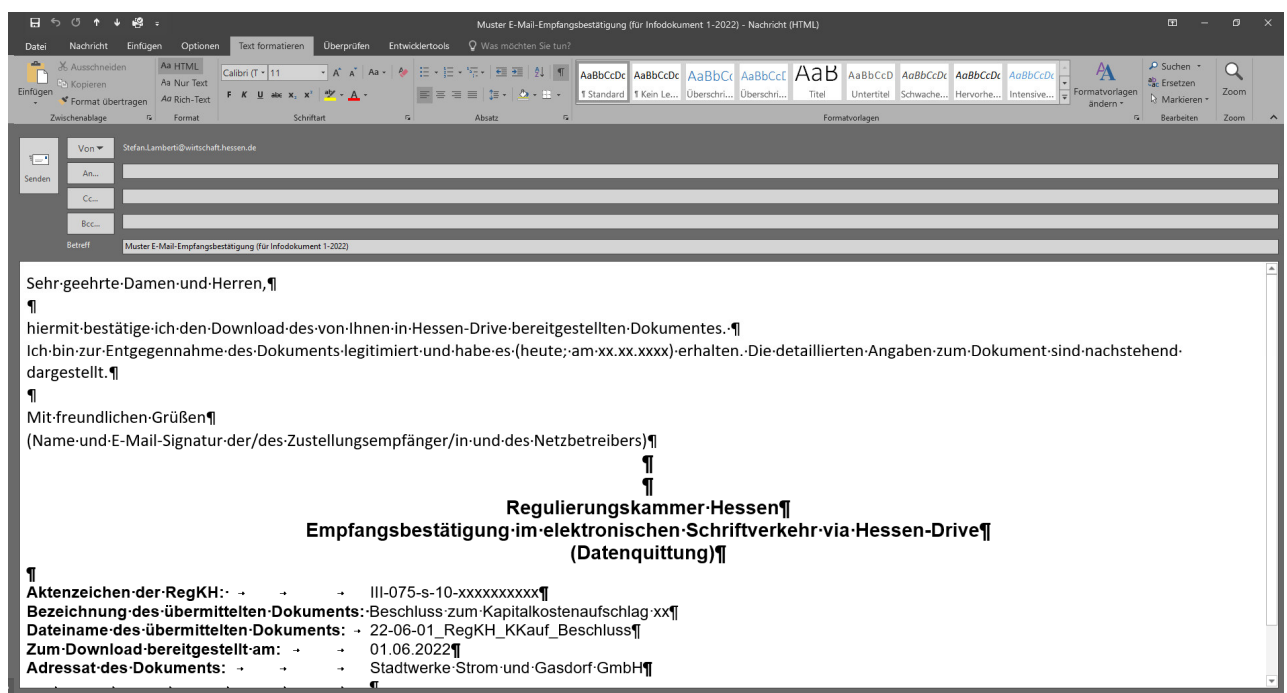 Muster E-Mail-Empfangsbestätigung (für Infodokument 1-2022) - Nachricht (HTML)
Datei Nachricht Einfügen Optionen Text formatieren Überprüfen Entwicklertools Was möchten Sie tun?
Einfügen
Ausschneiden
Kopieren
Format übertragen
Zwischenablage
Aa HTML
Aa Nur Text
Aa Rich-Text
Format
Calibri (T 11
F K U abc x, x'
Schriftart
Absatz
AaBbCcDc AaBbCcDc AaBbCc AaBbCcE AaB AaBbCcD AaBbCcDc AaBbCcDc AaBbCcDc
¶ Standard ¶ Kein Le... Überschri... Überschri... Titel Untertitel Schwache... Hervorhe... Intensive...
Formatvorlagen
Formatvorlagen ändern
Suchen
Ersetzen
Markieren
Bearbeiten
Zoom
Zoom
Senden
Von Stefan.Lamberti@wirtschaft.hessen.de
An...
Cc...
Bcc...
Betreff Muster E-Mail-Empfangsbestätigung (für Infodokument 1-2022)
Sehr·geehrte·Damen·und·Herren,¶
¶
hiermit·bestätige·ich·den·Download·des·von·Ihnen·in·Hessen-Drive·bereitgestellten·Dokumentes.·¶
Ich·bin·zur·Entgegennahme·des·Dokuments·legitimiert·und·habe·es·(heute;·am·xx.xx.xxxx)·erhalten.·Die·detaillierten·Angaben·zum·Dokument·sind·nachstehend·
dargestellt.¶
¶
Mit·freundlichen·Grüßen¶
(Name·und·E-Mail-Signatur·der/des·Zustellungsempfänger/in·und·des·Netzbetreibers)¶
¶
¶
Regulierungskammer·Hessen¶
Empfangsbestätigung·im·elektronischen·Schriftverkehr·via·Hessen-Drive¶
(Datenquittung)¶
¶
Aktenzeichen·der·RegKH:· → → → III-075-s-10-xxxxxxxxxx¶
Bezeichnung·des·übermittelten·Dokuments:·Beschluss·zum·Kapitalkostenaufschlag·xx¶
Dateiname·des·übermittelten·Dokuments: → 22-06-01_RegKH_KKauf_Beschluss¶
Zum·Download·bereitgestellt·am: → → 01.06.2022¶
Adressat·des·Dokuments: → → → Stadtwerke·Strom·und·Gasdorf·GmbH¶